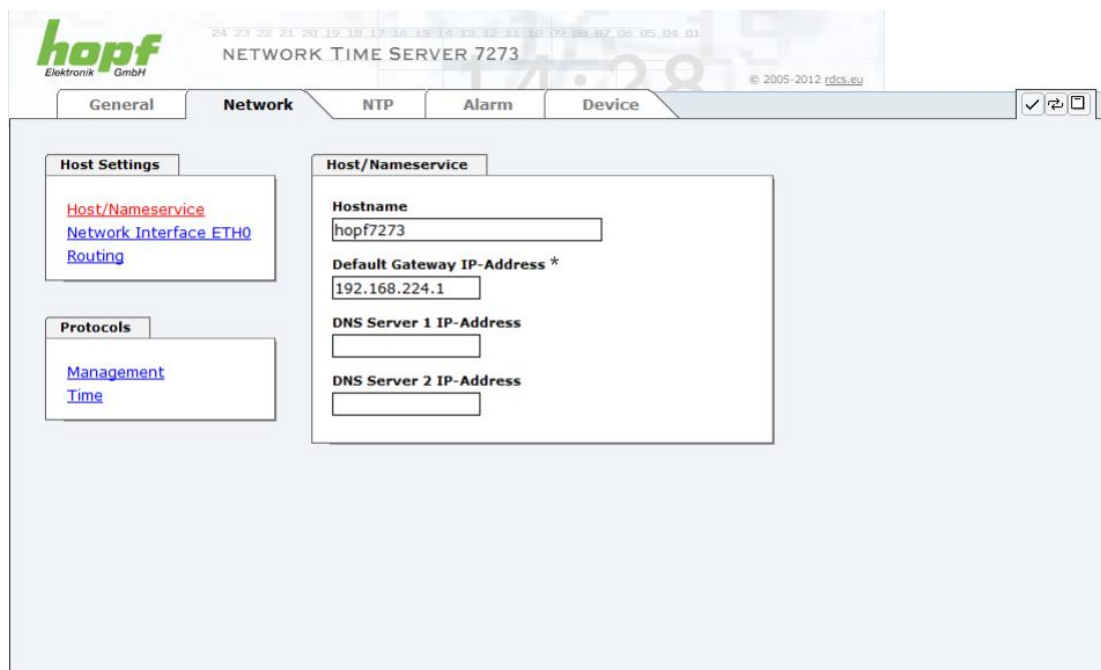 hopf
Elektronik GmbH
24 23 22 21 20 19 18 17 16 15 14 13 12 11 10 09 08 07 06 05 04 01
NETWORK TIME SERVER 7273
14:28
© 2005-2012 rdcs.eu
General Network NTP Alarm Device
Host Settings
Host/Nameservice
Network Interface ETH0
Routing
Protocols
Management
Time
Host/Nameservice
Hostname
hopf7273
Default Gateway IP-Address *
192.168.224.1
DNS Server 1 IP-Address
DNS Server 2 IP-Address